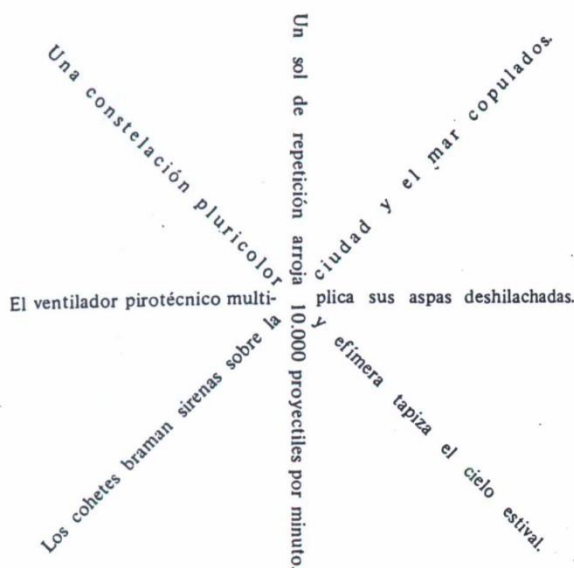 Un sol de repetición arroja 10.000 proyectiles por minuto.
Una constelación pluricolor y efímera tapiza el cielo estival.
El ventilador pirotécnico multi- plica sus aspas deshilachadas.
Los cohetes braman sirenas sobre la ciudad y el mar copulados.